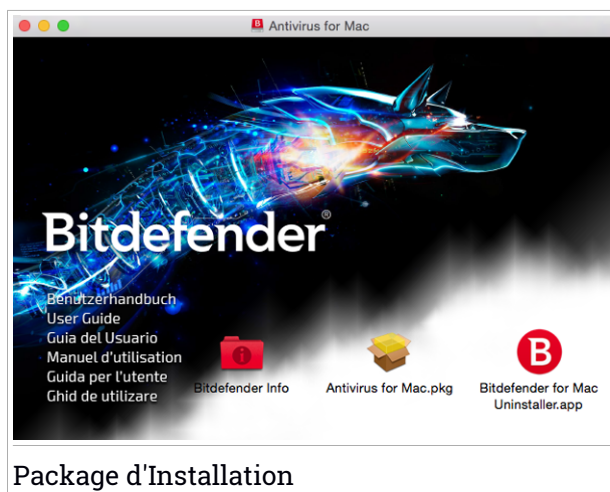 Antivirus for Mac
Bitdefender®
Benutzerhandbuch
User Guide
Guia del Usuario
Manuel d'utilisation
Guida per l'utente
Ghid de utilizare
Bitdefender Info
Antivirus for Mac.pkg
B
Bitdefender for Mac
Uninstaller.app
Package d'Installation